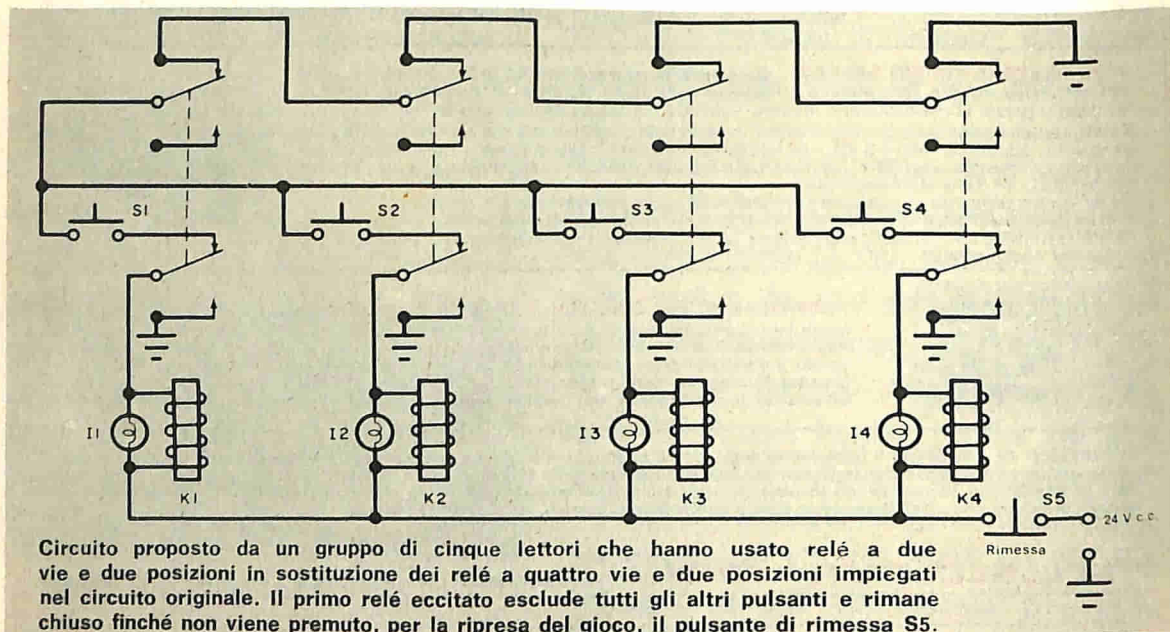 S1
S2
S3
S4
I1
I2
I3
I4
K1
K2
K3
K4
S5
24 V c.c.
Rimessa
Circuito proposto da un gruppo di cinque lettori che hanno usato relé a due
vie e due posizioni in sostituzione dei relé a quattro vie e due posizioni impiegati
nel circuito originale. Il primo relé eccitato esclude tutti gli altri pulsanti e rimane
chiuso finché non viene premuto, per la ripresa del gioco, il pulsante di rimessa S5.